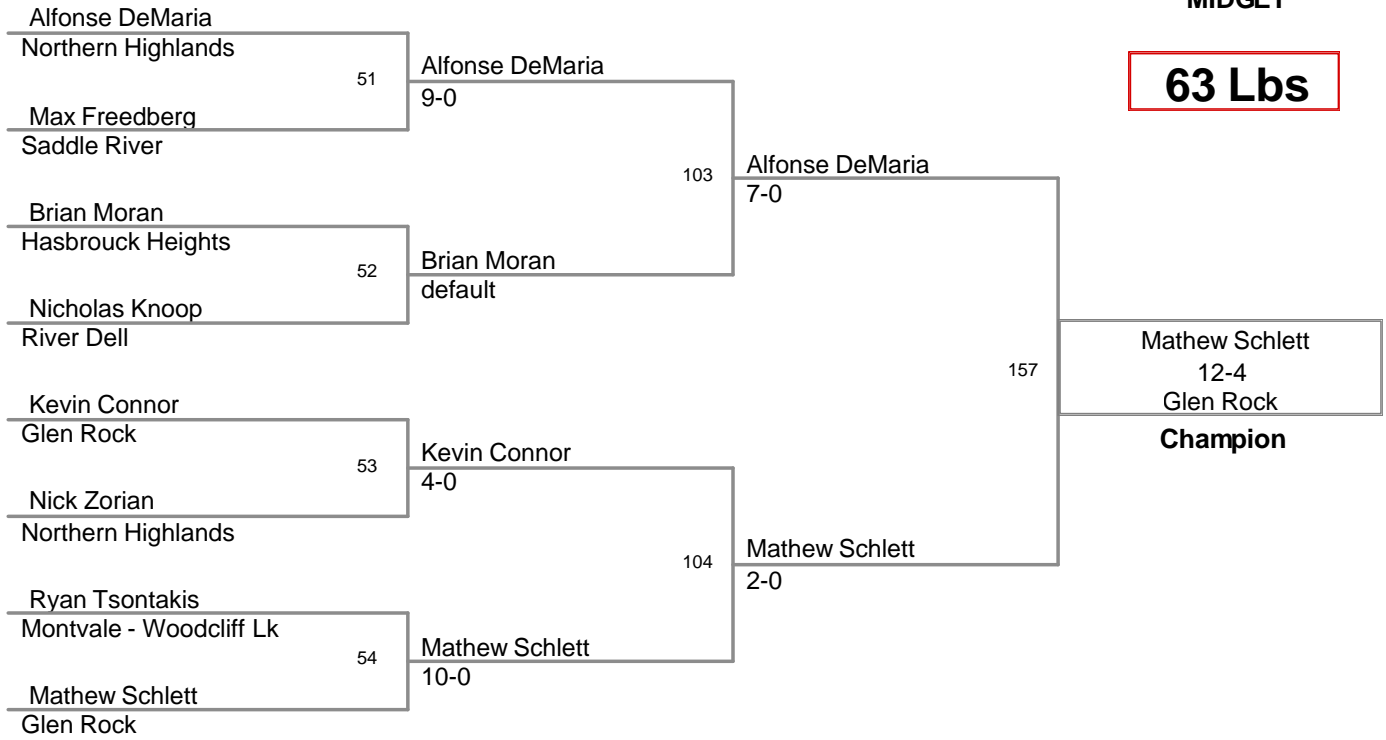 MIDGET
63 Lbs
Alfonse DeMaria
Northern Highlands
51
Max Freedberg
Saddle River
Brian Moran
Hasbrouck Heights
52
Nicholas Knoop
River Dell
Kevin Connor
Glen Rock
53
Nick Zorian
Northern Highlands
Ryan Tsontakis
Montvale - Woodcliff Lk
54
Mathew Schlett
Glen Rock
Alfonse DeMaria
9-0
103
Brian Moran
default
Kevin Connor
4-0
104
Mathew Schlett
10-0
Alfonse DeMaria
7-0
157
Mathew Schlett
2-0
Mathew Schlett
12-4
Glen Rock
Champion